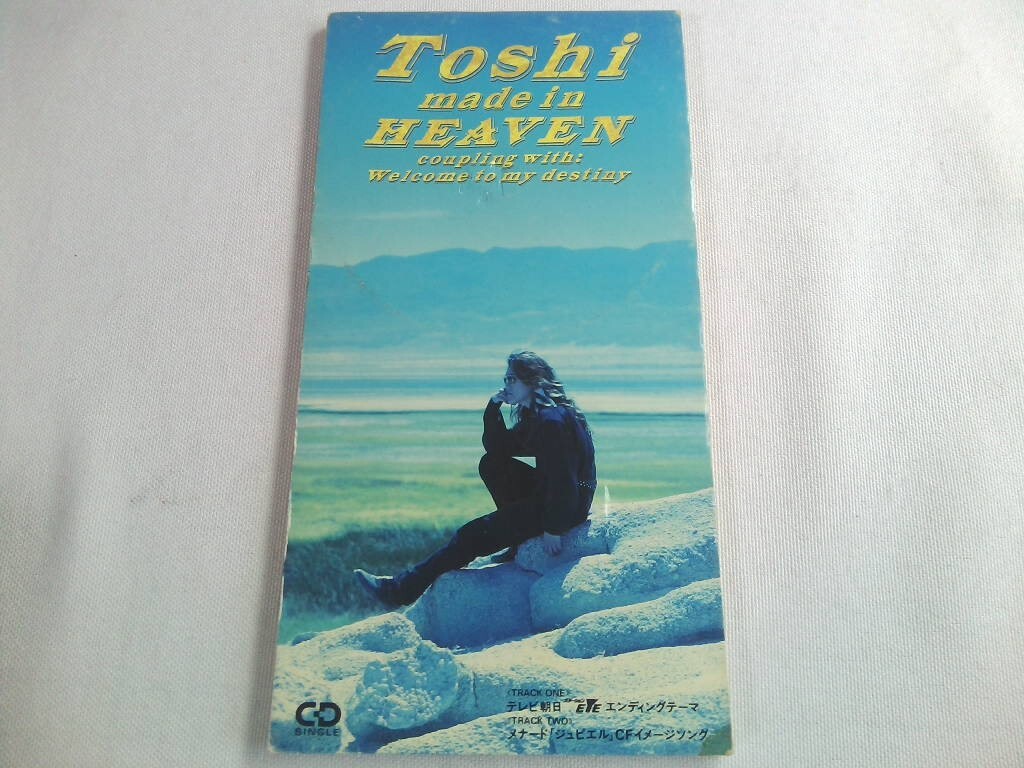 Toshi
made in
HEAVEN
coupling with:
Welcome to my destiny
〈TRACK ONE〉
テレビ朝日 EYE エンディングテーマ
〈TRACK TWO〉
メナード「ジュピエル」CFイメージソング
CD
SINGLE